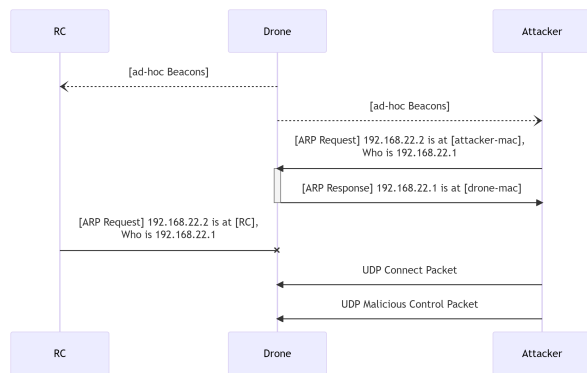 RC
Drone
Attacker
[ad-hoc Beacons]
[ad-hoc Beacons]
[ARP Request] 192.168.22.2 is at [attacker-mac],
Who is 192.168.22.1
[ARP Response] 192.168.22.1 is at [drone-mac]
[ARP Request] 192.168.22.2 is at [RC],
Who is 192.168.22.1
UDP Connect Packet
UDP Malicious Control Packet
RC
Drone
Attacker